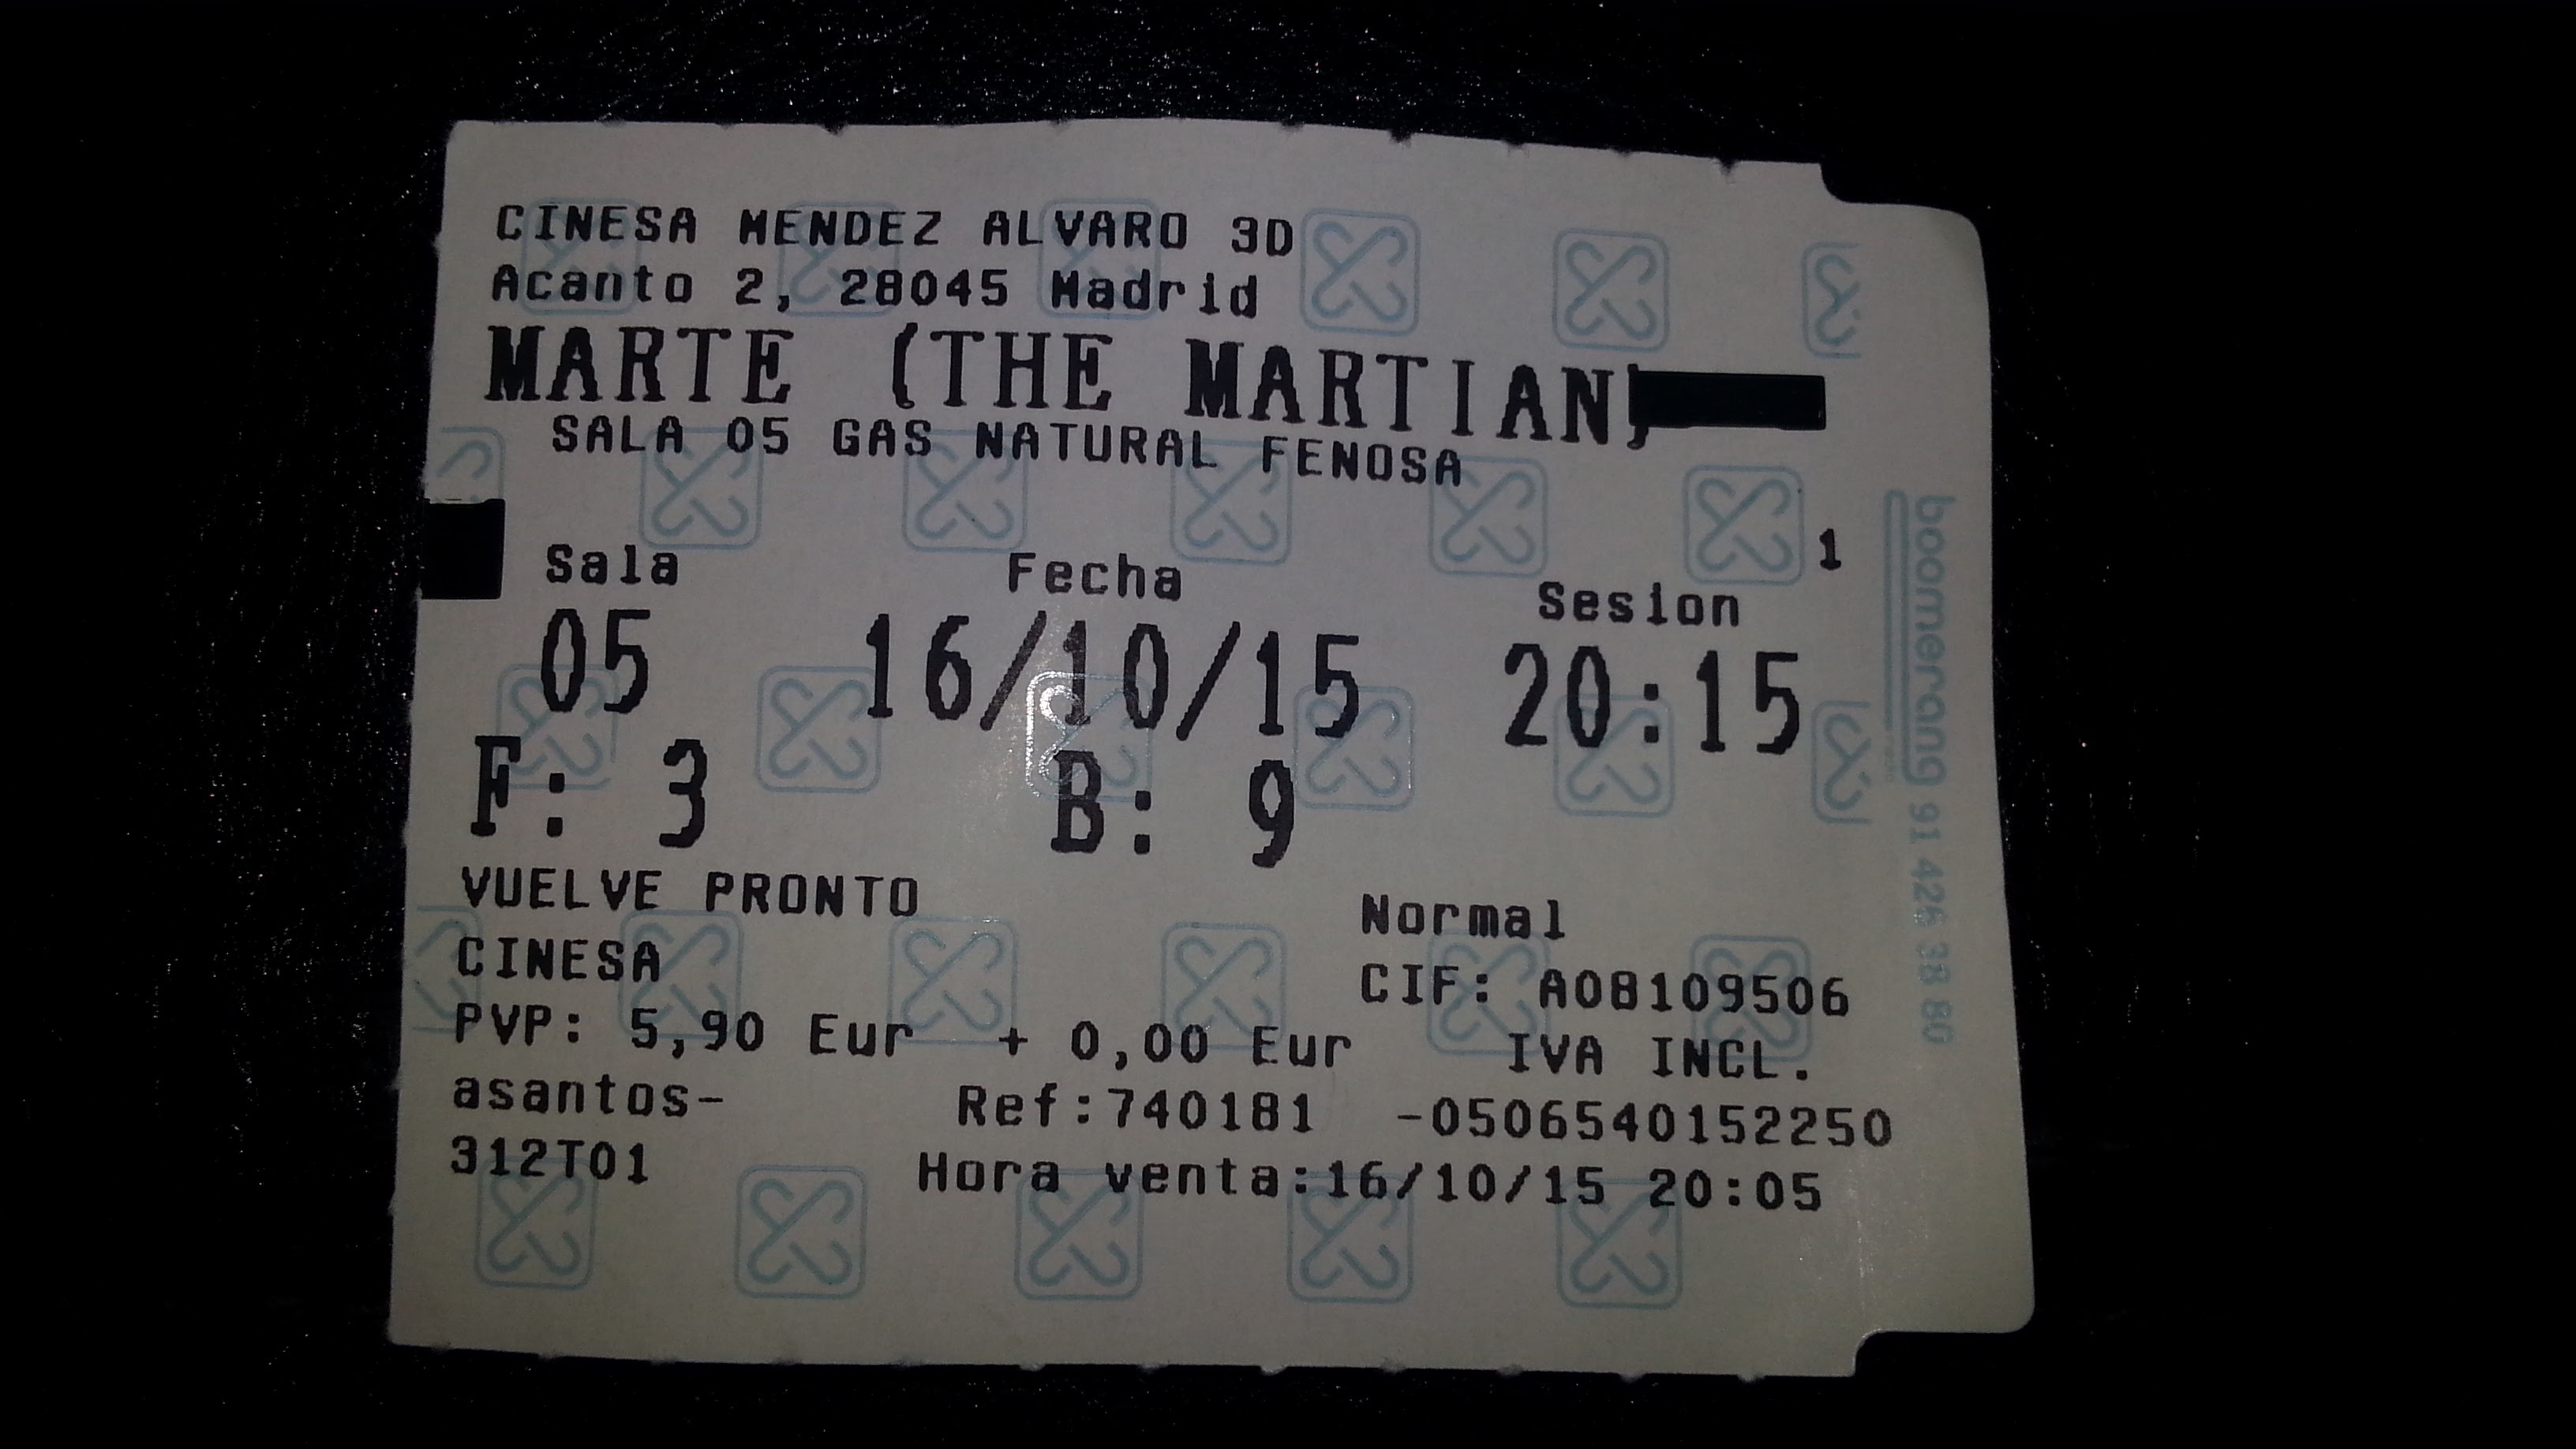 CINESA MENDEZ ALVARO 3D
Acanto 2, 28045 Madrid
MARTE (THE MARTIAN)
SALA 05 GAS NATURAL FENOSA
1
Sala Fecha Sesion
05 16/10/15 20:15
F: 3 B: 9
VUELVE PRONTO Normal
CINESA CIF: A08109506
PVP: 5,90 Eur + 0,00 Eur IVA INCL.
asantos- Ref:740181 -0506540152250
312T01 Hora venta:16/10/15 20:05
boomerang 91 426 38 80